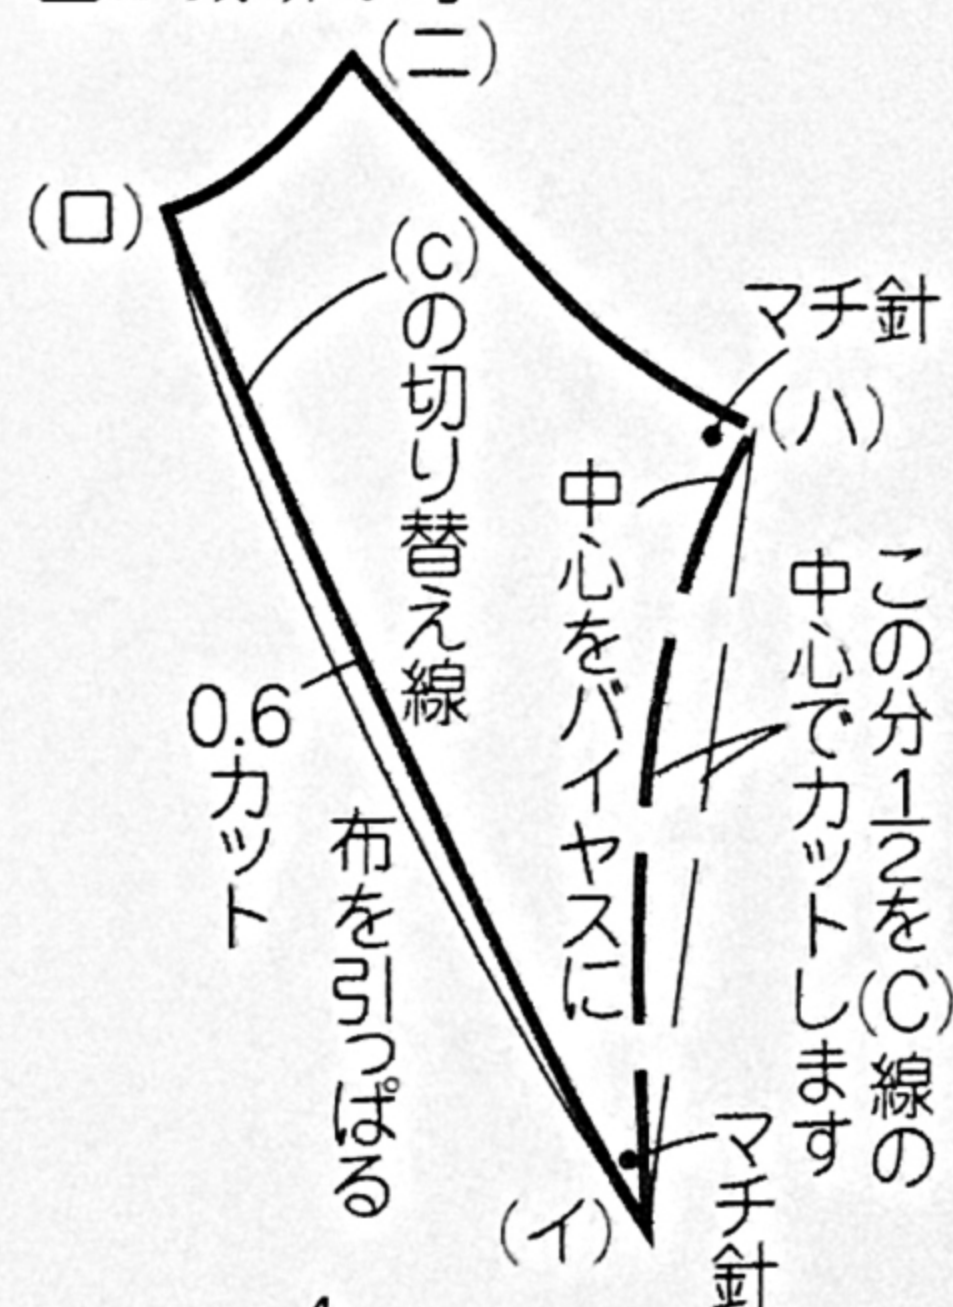 (ニ)
(ロ)
(c)の切り替え線
マチ針
(ハ)
中心をバイヤスに
この分1/2を(C)線の
中心でカットします
0.6
カット
布を引っぱる
マチ針
(イ)